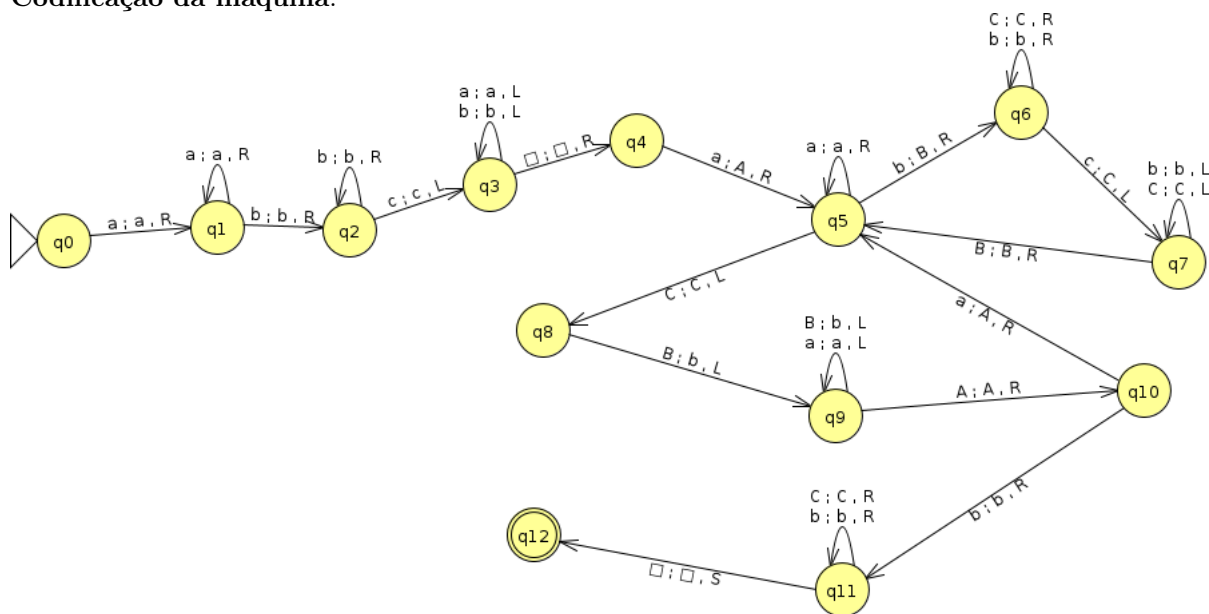 Codificação da máquina:
C ; C , R
b ; b , R
q6
a ; a , L
b ; b , L
q4
□ ; □ , R
q3
a ; a , R
b ; b , R
a ; A , R
a ; a , R
b ; B , R
c ; C , L
b ; b , L
C ; C , L
c ; c , L
q0
a ; a , R
q1
b ; b , R
q2
q5
B ; B , R
q7
C ; C , L
q8
a ; A , R
B ; b , L
B ; b , L
a ; a , L
q9
A ; A , R
q10
b ; b , R
C ; C , R
b ; b , R
q12
□ ; □ , S
q11